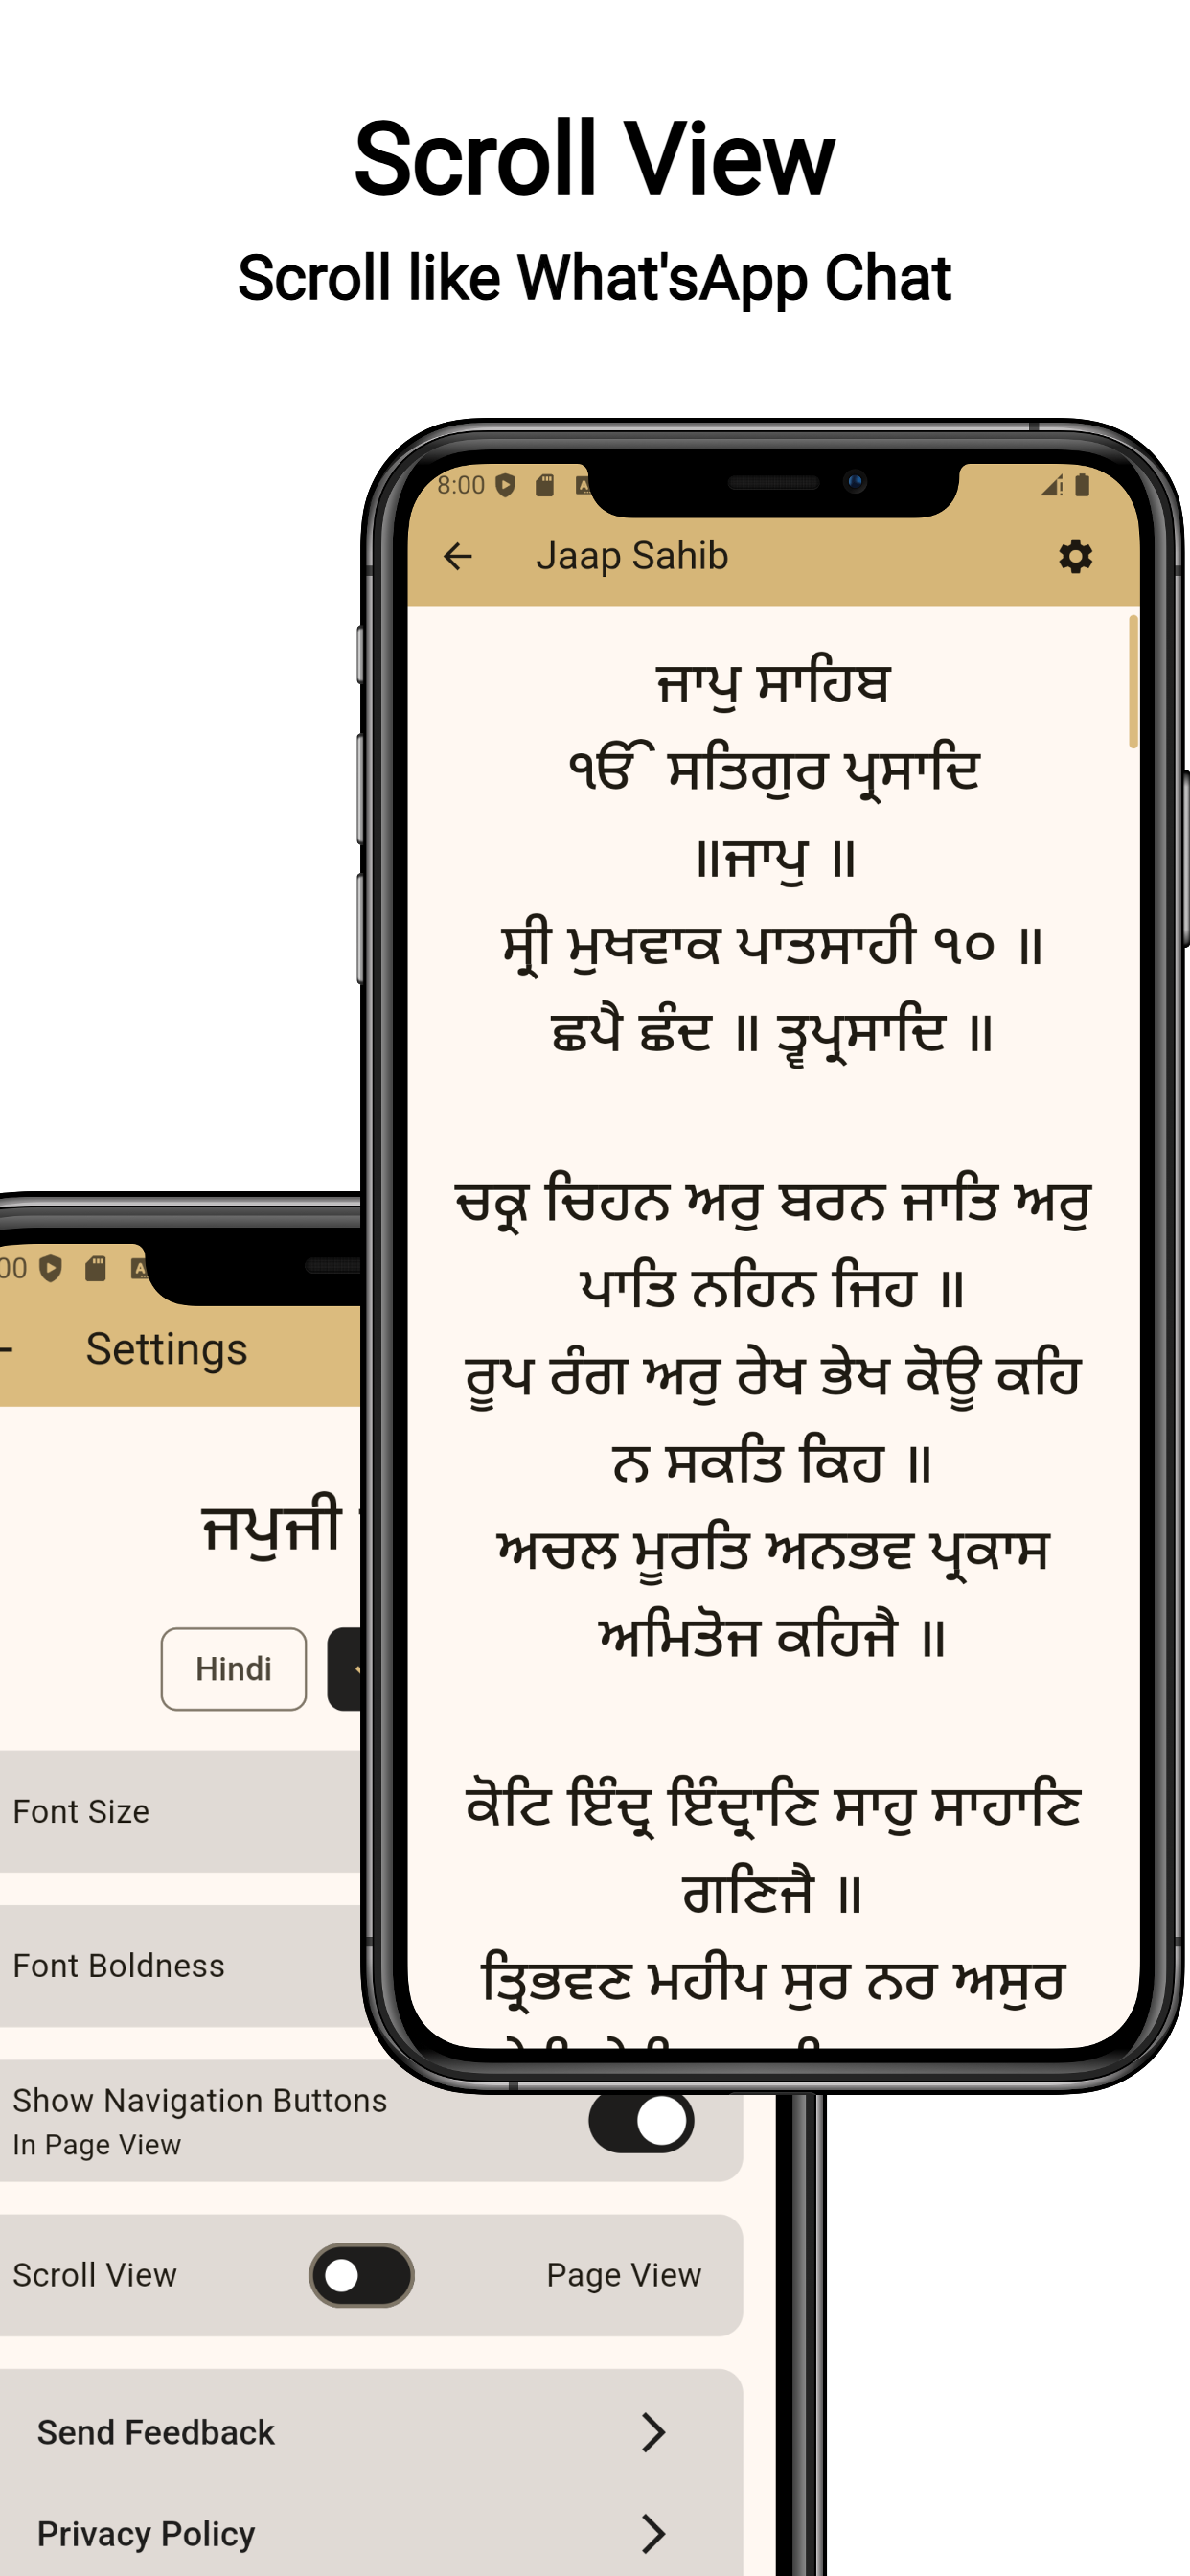 Scroll View
Scroll like What'sApp Chat
8:00
Jaap Sahib
ਜਾਪੁ ਸਾਹਿਬ
ੴ ਸਤਿਗੁਰ ਪ੍ਰਸਾਦਿ
॥ਜਾਪੁ ॥
ਸ੍ਰੀ ਮੁਖਵਾਕ ਪਾਤਸਾਹੀ ੧੦ ॥
ਛਪੈ ਛੰਦ ॥ ਤ੍ਵਪ੍ਰਸਾਦਿ ॥
ਚਕ੍ਰ ਚਿਹਨ ਅਰੁ ਬਰਨ ਜਾਤਿ ਅਰੁ
ਪਾਤਿ ਨਹਿਨ ਜਿਹ ॥
ਰੂਪ ਰੰਗ ਅਰੁ ਰੇਖ ਭੇਖ ਕੋਊ ਕਹਿ
ਨ ਸਕਤਿ ਕਿਹ ॥
ਅਚਲ ਮੂਰਤਿ ਅਨਭਵ ਪ੍ਰਕਾਸ
ਅਮਿਤੋਜ ਕਹਿਜੈ ॥
ਕੋਟਿ ਇੰਦ੍ਰ ਇੰਦ੍ਰਾਣਿ ਸਾਹੁ ਸਾਹਾਣਿ
ਗਣਿਜੈ ॥
ਤ੍ਰਿਭਵਣ ਮਹੀਪ ਸੁਰ ਨਰ ਅਸੁਰ
00
Settings
ਜਪੁਜੀ
Hindi
Font Size
Font Boldness
Show Navigation Buttons
In Page View
Scroll View Page View
Send Feedback
Privacy Policy